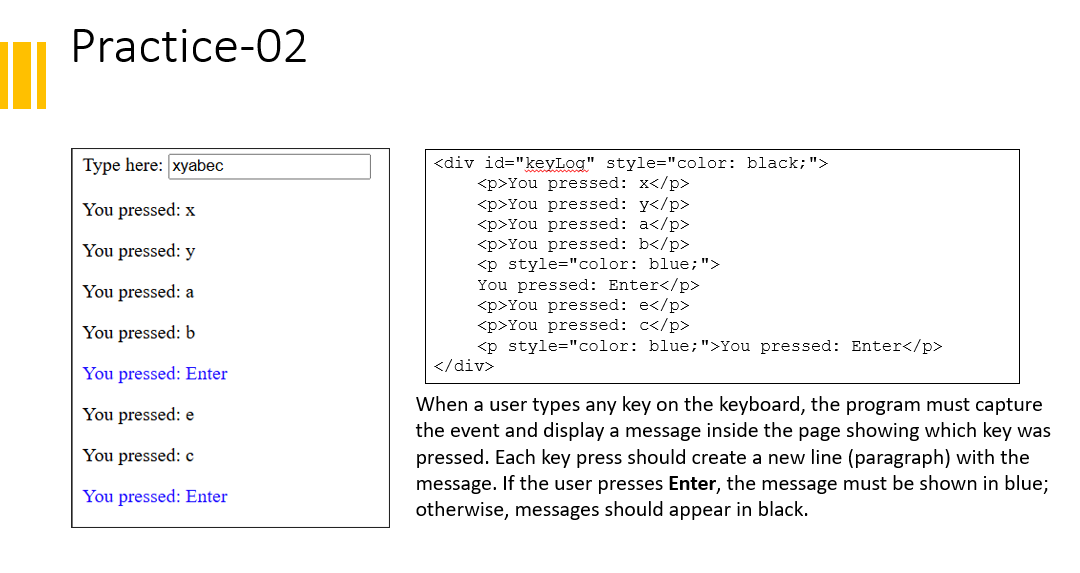 Practice-02
Type here: xyabec
You pressed: x
You pressed: y
You pressed: a
You pressed: b
You pressed: Enter
You pressed: e
You pressed: c
You pressed: Enter
<div id="keyLog" style="color: black;">
<p>You pressed: x</p>
<p>You pressed: y</p>
<p>You pressed: a</p>
<p>You pressed: b</p>
<p style="color: blue;">
You pressed: Enter</p>
<p>You pressed: e</p>
<p>You pressed: c</p>
<p style="color: blue;">You pressed: Enter</p>
</div>
When a user types any key on the keyboard, the program must capture
the event and display a message inside the page showing which key was
pressed. Each key press should create a new line (paragraph) with the
message. If the user presses Enter, the message must be shown in blue;
otherwise, messages should appear in black.